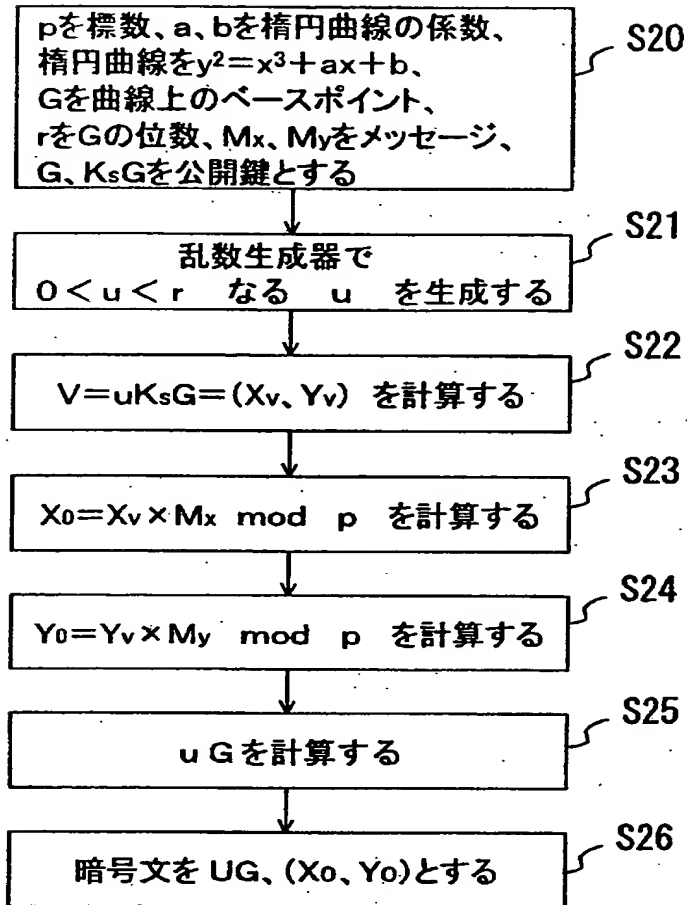 pを標数、a、bを楕円曲線の係数、
楕円曲線をy²=x³+ax+b、
Gを曲線上のベースポイント、
rをGの位数、Mx、Myをメッセージ、
G、KsGを公開鍵とする
S20
乱数生成器で
0<u<r なる u を生成する
S21
V=uKsG=(Xv、Yv) を計算する
S22
X0=Xv×Mx mod p を計算する
S23
Y0=Yv×My mod p を計算する
S24
uGを計算する
S25
暗号文をUG、(X0、Y0)とする
S26